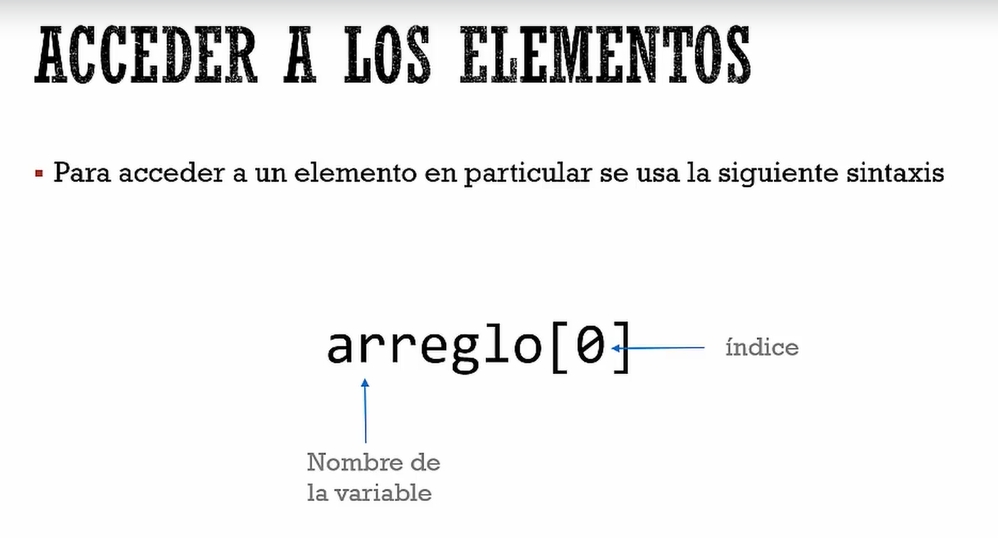 ACCEDER A LOS ELEMENTOS
Para acceder a un elemento en particular se usa la siguiente sintaxis
arreglo[0]
índice
Nombre de
la variable